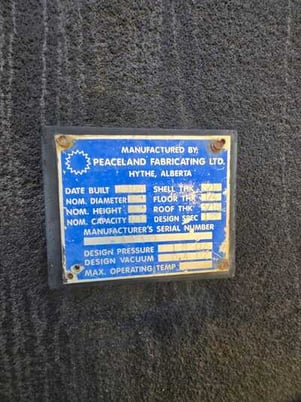 MANUFACTURED BY:
PEACELAND FABRICATING LTD.
HYTHE, ALBERTA
DATE BUILT SHELL THK
NOM. DIAMETER FLOOR THK
NOM. HEIGHT ROOF THK
NOM. CAPACITY DESIGN SPEC
MANUFACTURER'S SERIAL NUMBER
DESIGN PRESSURE
DESIGN VACUUM
MAX. OPERATING TEMP